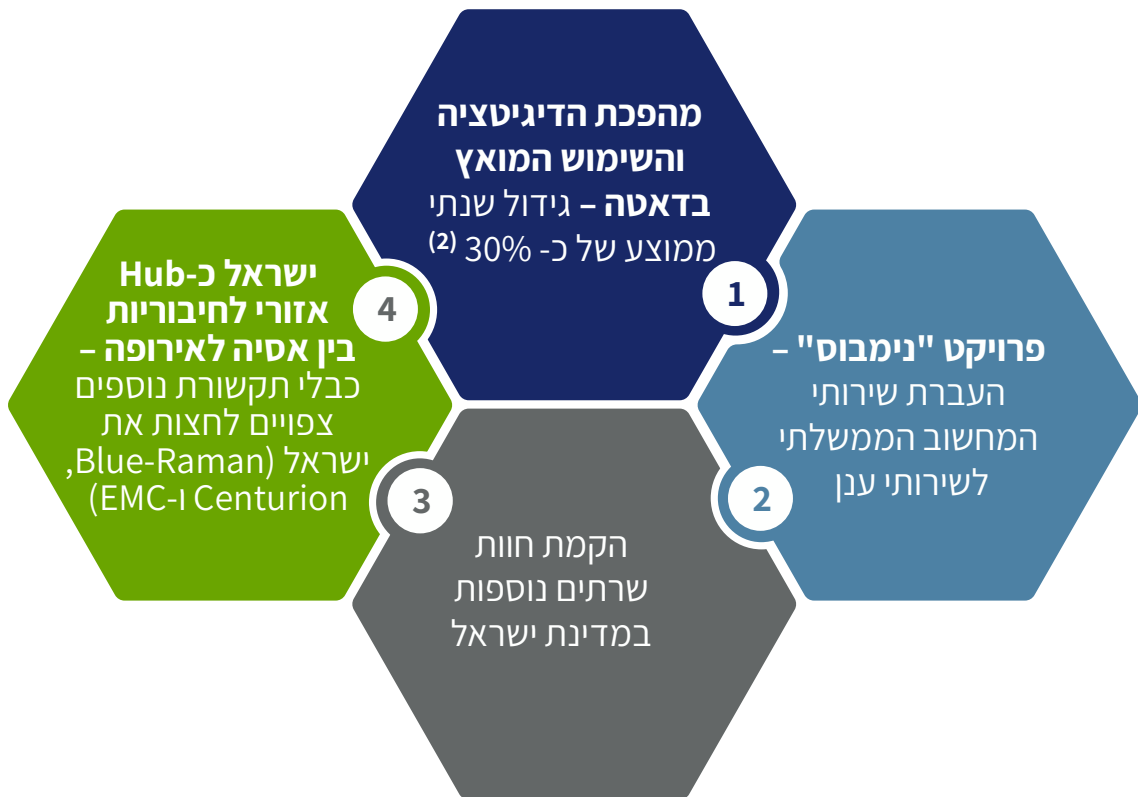 מהפכת הדיגיטציה
והשימוש המואץ
בדאטה – גידול שנתי
ממוצע של כ- 30% (2)
1
פרויקט "נימבוס" –
העברת שירותי
המחשוב הממשלתי
לשירותי ענן
2
הקמת חוות
שרתים נוספות
במדינת ישראל
3
ישראל כ-Hub
אזורי לחיבוריות
בין אסיה לאירופה –
כבלי תקשורת נוספים
צפויים לחצות את
ישראל (Blue-Raman,
Centurion ו-EMC)
4